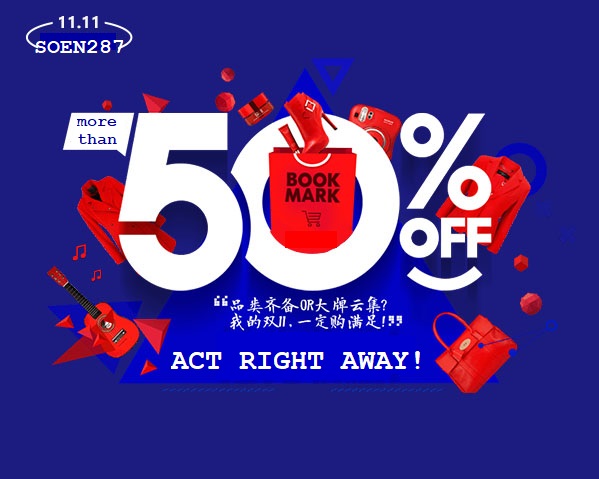 11.11
SOEN287
more
than
50% OFF
BOOK
MARK
“品类齐备OR大牌云集?
我的双11,一定购满足!”
ACT RIGHT AWAY!